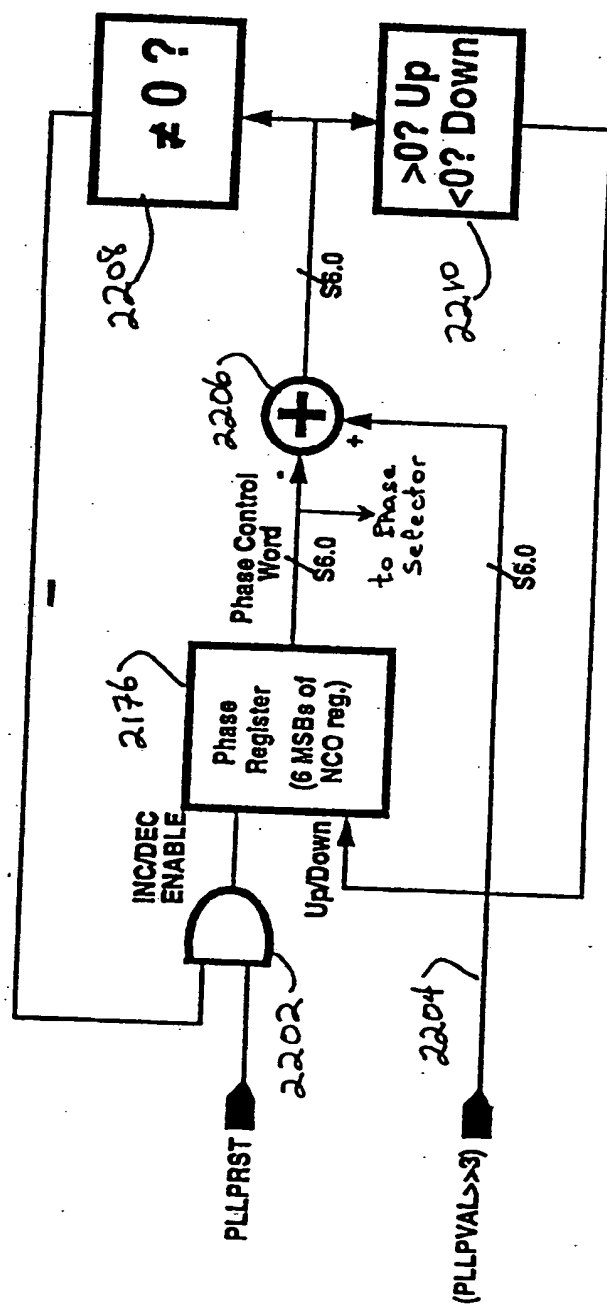 ≠ 0 ?
2208
>0? Up
<0? Down
2210
S6.0
2206
+
-
+
Phase Control
Word
S6.0
to Phase
Selector
S6.0
2176
Phase
Register
(6 MSBs of
NCO reg.)
INC/DEC
ENABLE
Up/Down
2202
2204
PLLPRST
(PLLPVAL>>3)